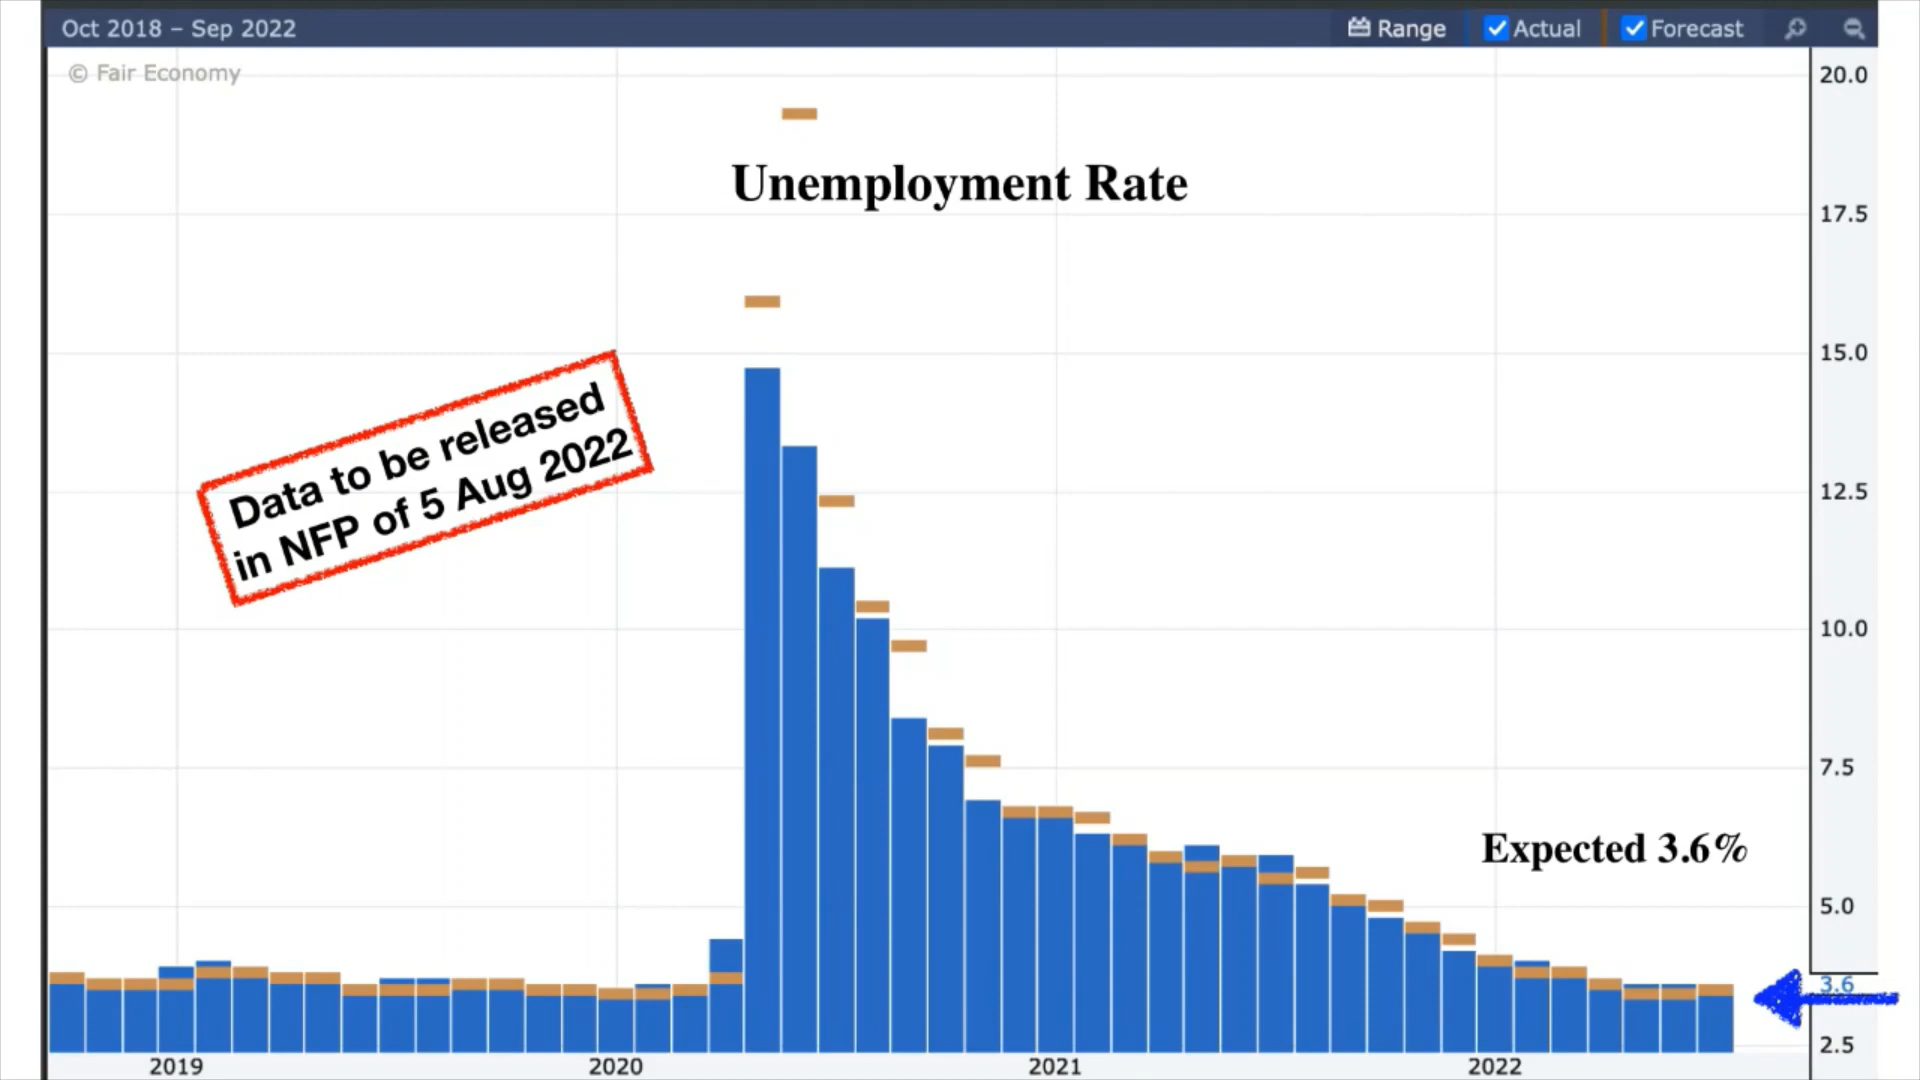 Oct 2018 – Sep 2022
Range
Actual
Forecast
© Fair Economy
20.0
Unemployment Rate
17.5
15.0
Data to be released
in NFP of 5 Aug 2022
12.5
10.0
7.5
Expected 3.6%
5.0
3.6
2.5
2019
2020
2021
2022